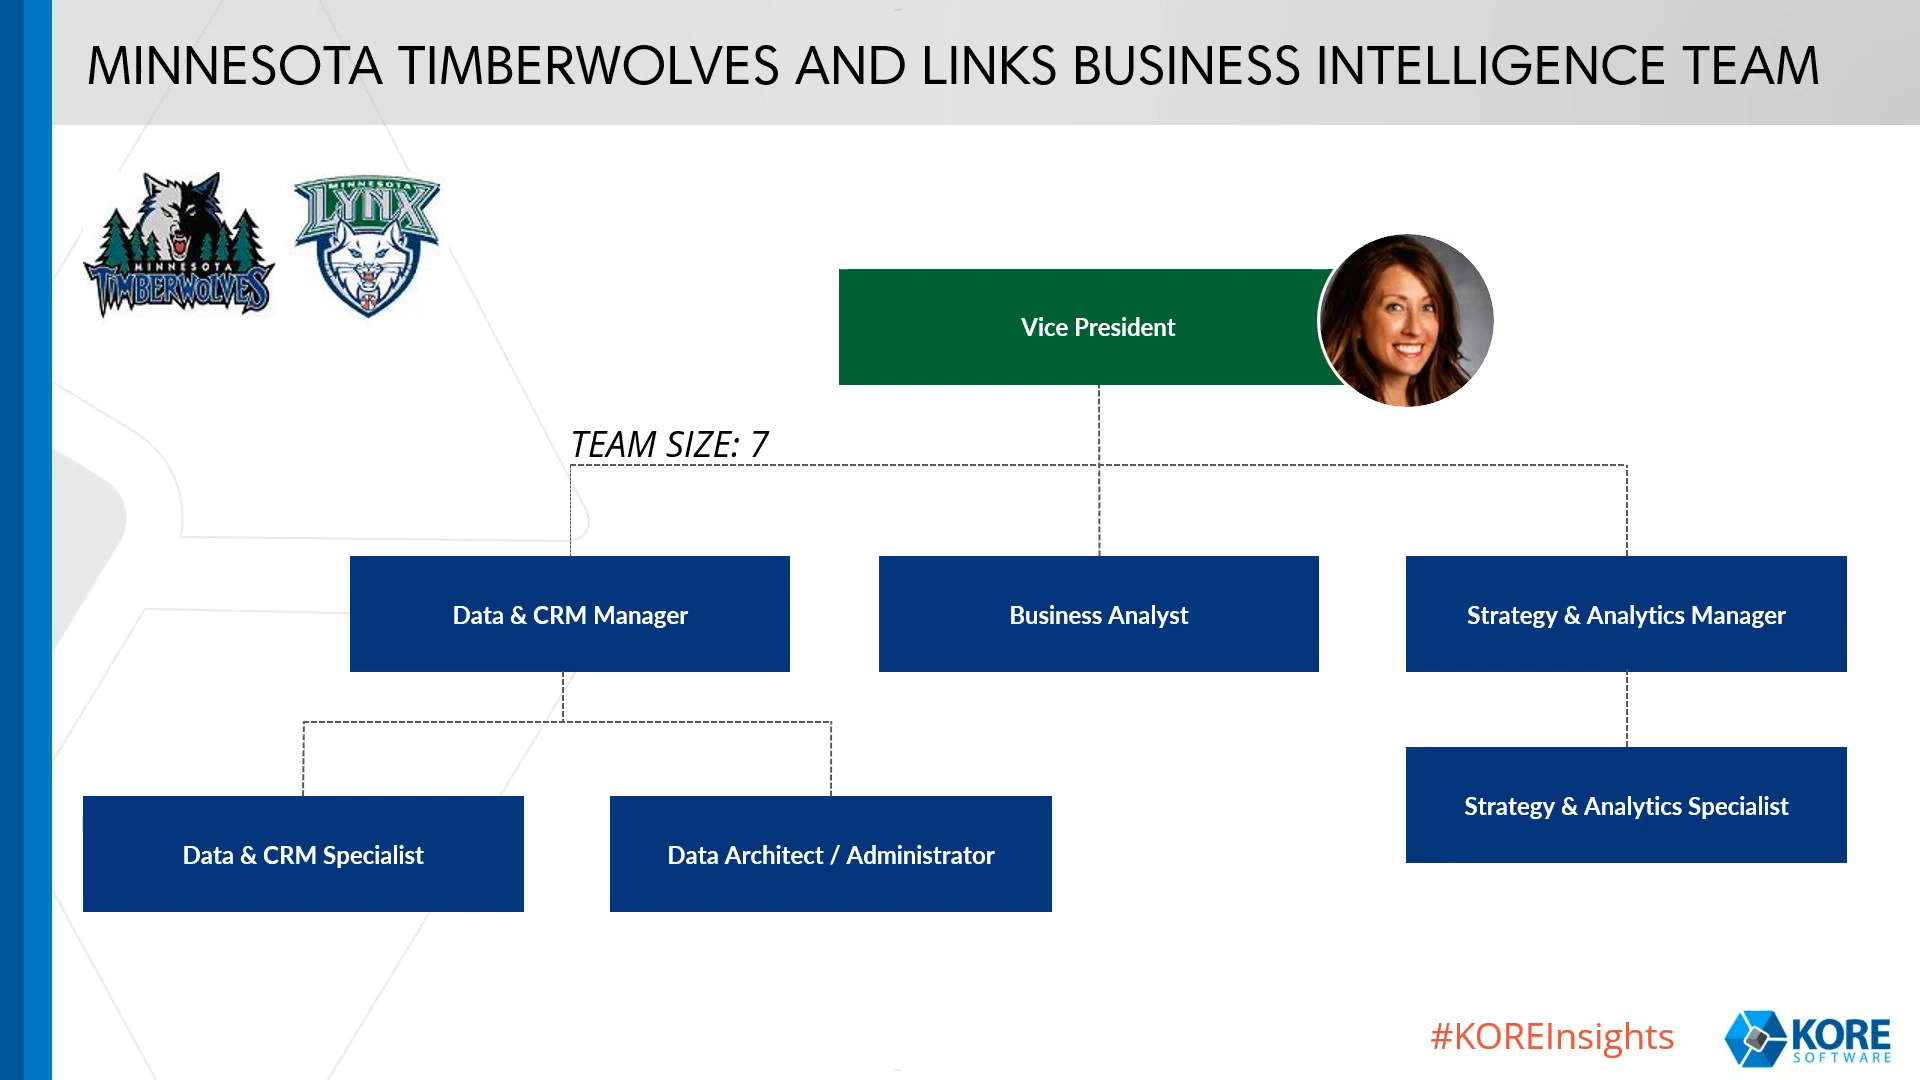 MINNESOTA TIMBERWOLVES AND LINKS BUSINESS INTELLIGENCE TEAM
MINNESOTA
TIMBERWOLVES
MINNESOTA
LYNX
Vice President
TEAM SIZE: 7
Data & CRM Manager
Business Analyst
Strategy & Analytics Manager
Strategy & Analytics Specialist
Data & CRM Specialist
Data Architect / Administrator
#KOREInsights
KORE
SOFTWARE